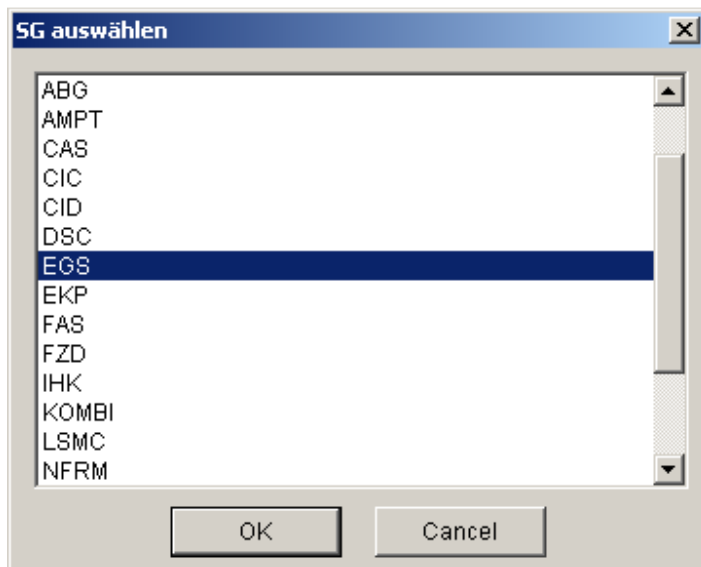 SG auswählen
ABG
AMPT
CAS
CIC
CID
DSC
EGS
EKP
FAS
FZD
IHK
KOMBI
LSMC
NFRM
OK Cancel